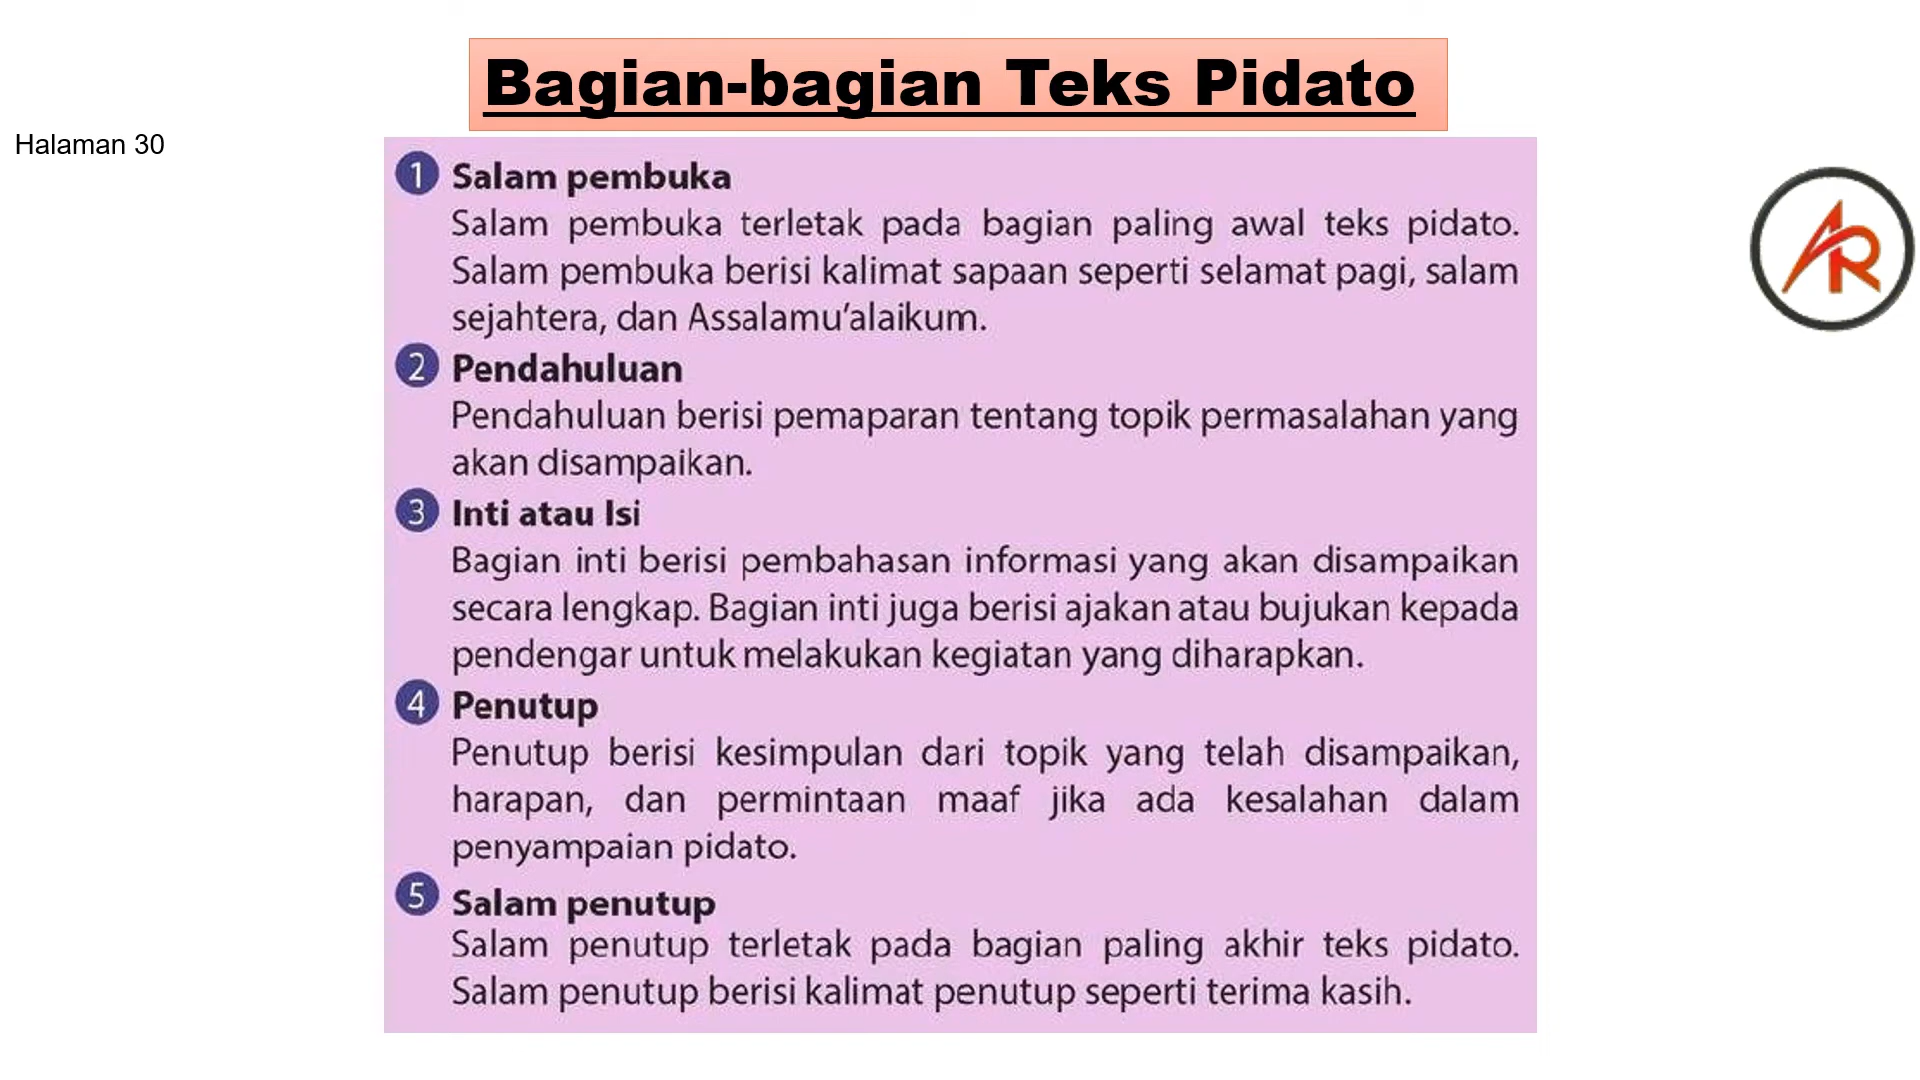 Bagian-bagian Teks Pidato
Halaman 30
1 Salam pembuka
Salam pembuka terletak pada bagian paling awal teks pidato.
Salam pembuka berisi kalimat sapaan seperti selamat pagi, salam
sejahtera, dan Assalamu’alaikum.
2 Pendahuluan
Pendahuluan berisi pemaparan tentang topik permasalahan yang
akan disampaikan.
3 Inti atau Isi
Bagian inti berisi pembahasan informasi yang akan disampaikan
secara lengkap. Bagian inti juga berisi ajakan atau bujukan kepada
pendengar untuk melakukan kegiatan yang diharapkan.
4 Penutup
Penutup berisi kesimpulan dari topik yang telah disampaikan,
harapan, dan permintaan maaf jika ada kesalahan dalam
penyampaian pidato.
5 Salam penutup
Salam penutup terletak pada bagian paling akhir teks pidato.
Salam penutup berisi kalimat penutup seperti terima kasih.
AR